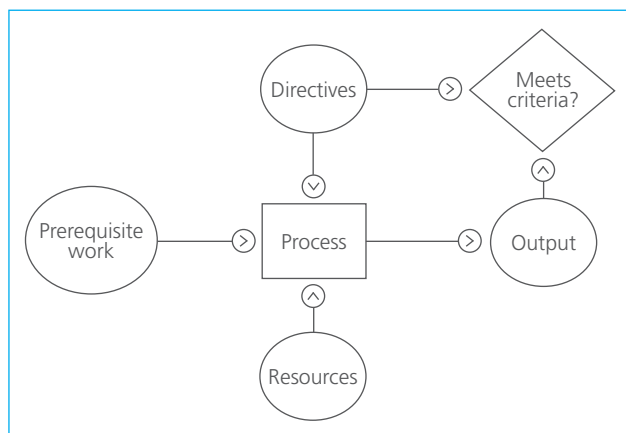 Directives
Meets
criteria?
Prerequisite
work
Process
Output
Resources